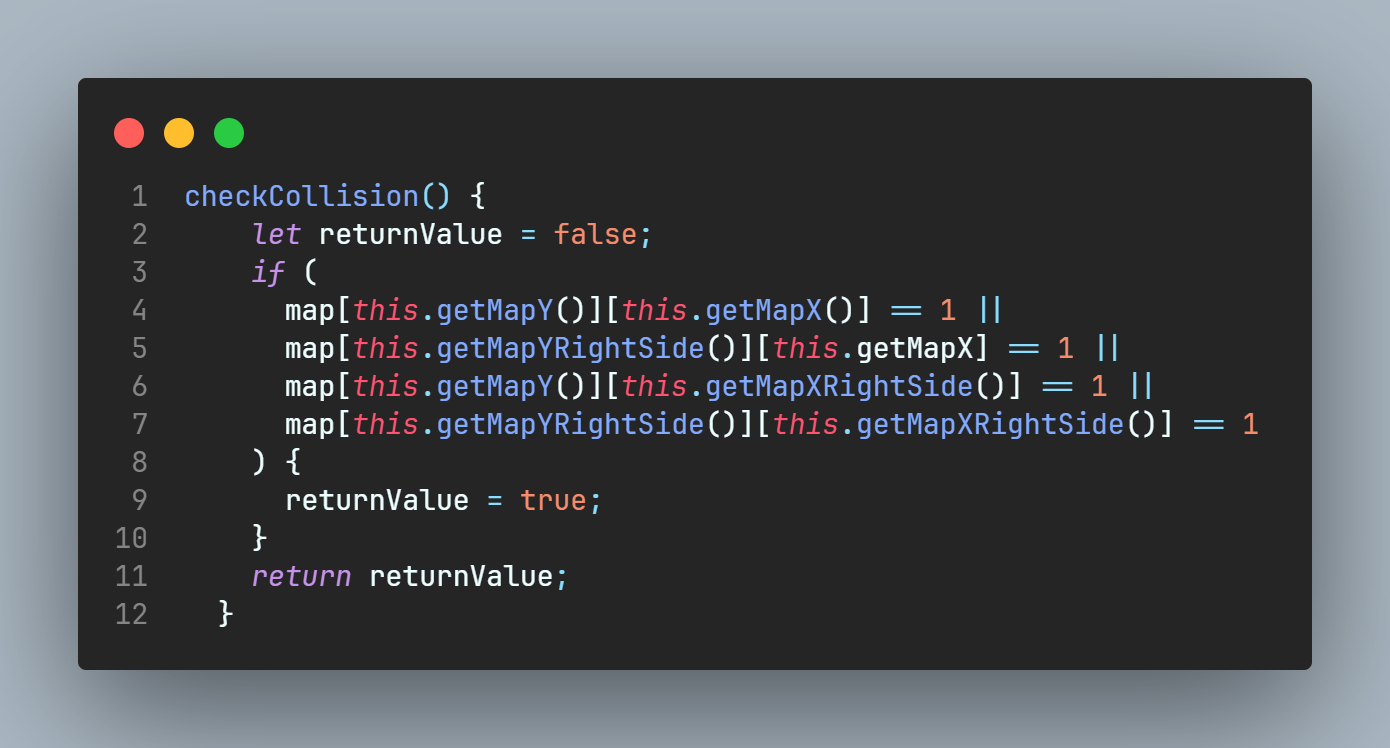 1 checkCollision() {
2 let returnValue = false;
3 if (
4 map[this.getMapY()][this.getMapX()] == 1 ||
5 map[this.getMapYRightSide()][this.getMapX] == 1 ||
6 map[this.getMapY()][this.getMapXRightSide()] == 1 ||
7 map[this.getMapYRightSide()][this.getMapXRightSide()] == 1
8 ) {
9 returnValue = true;
10 }
11 return returnValue;
12 }